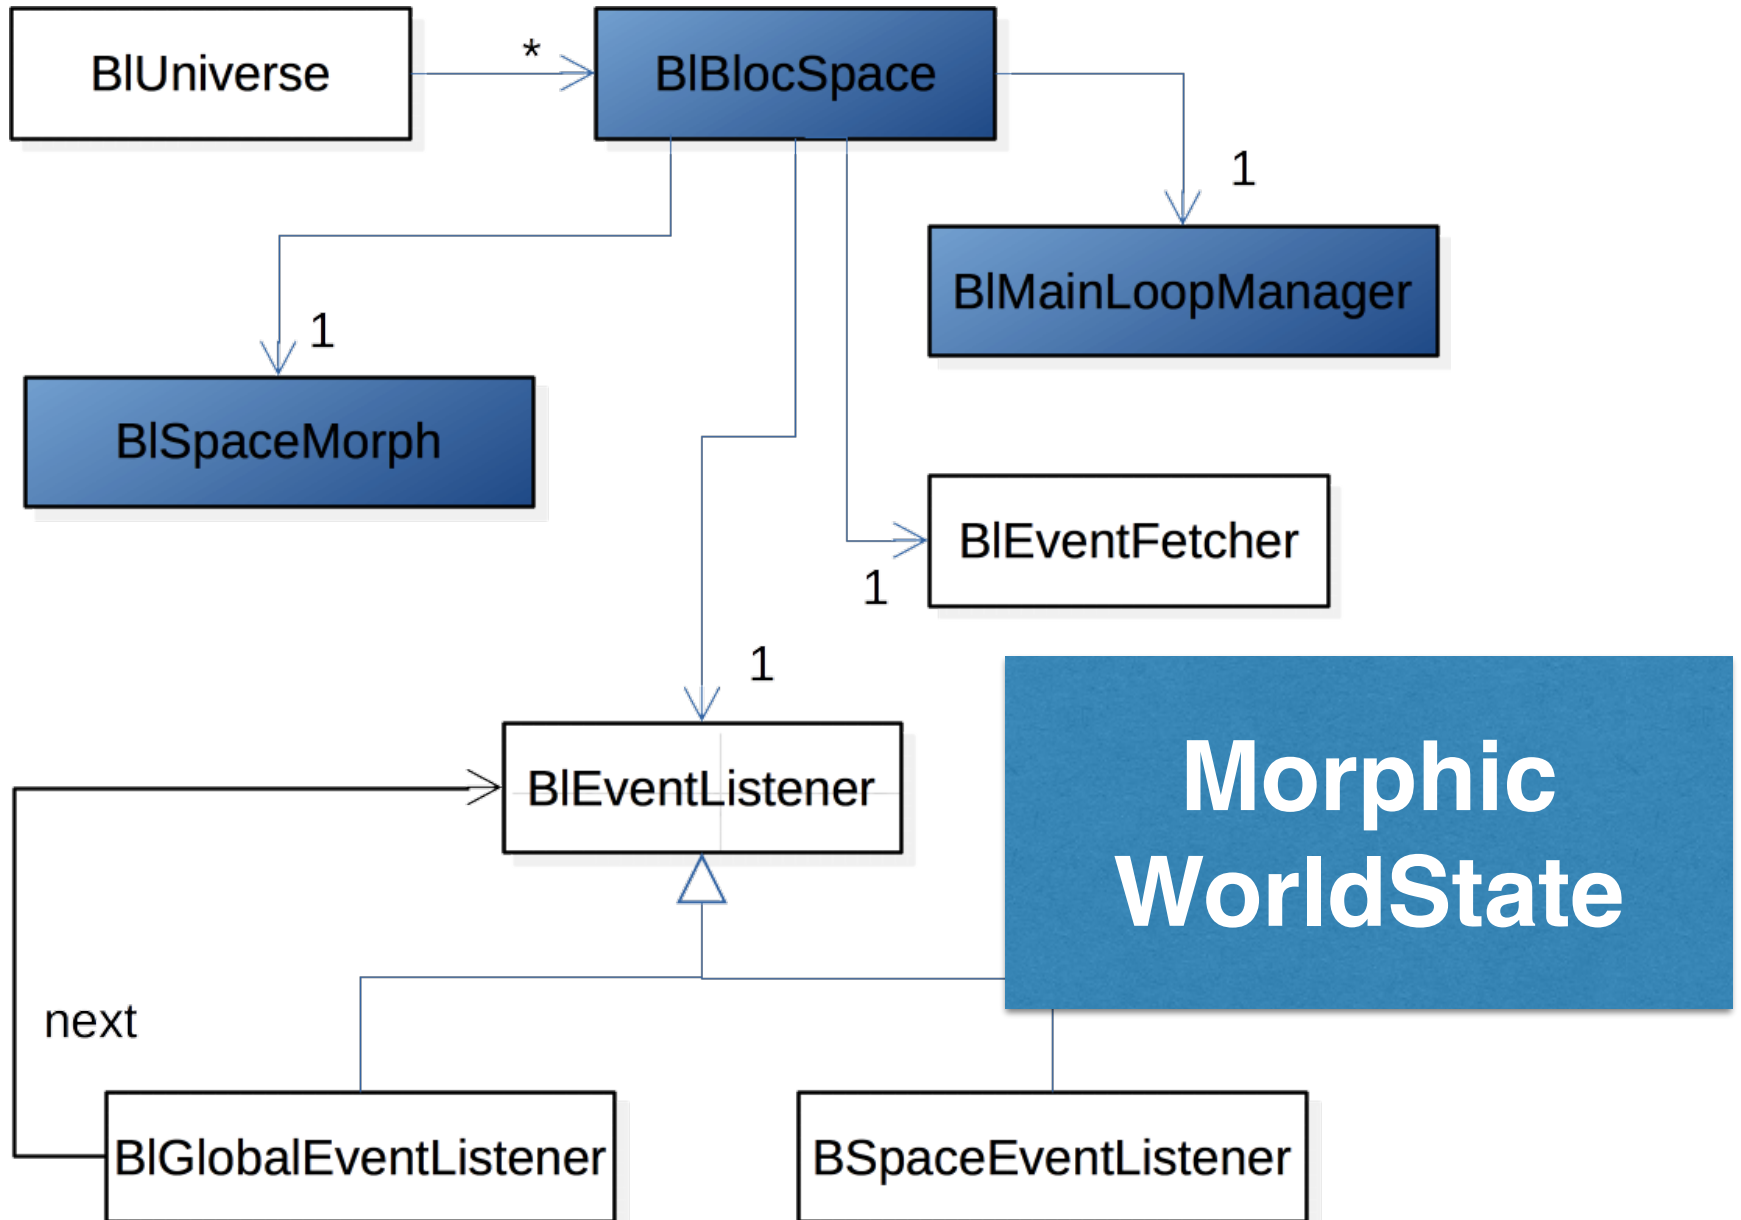 BlUniverse
*
BlBlocSpace
1
BlMainLoopManager
1
BlSpaceMorph
BlEventFetcher
1
1
BlEventListener
Morphic
WorldState
next
BlGlobalEventListener
BSpaceEventListener